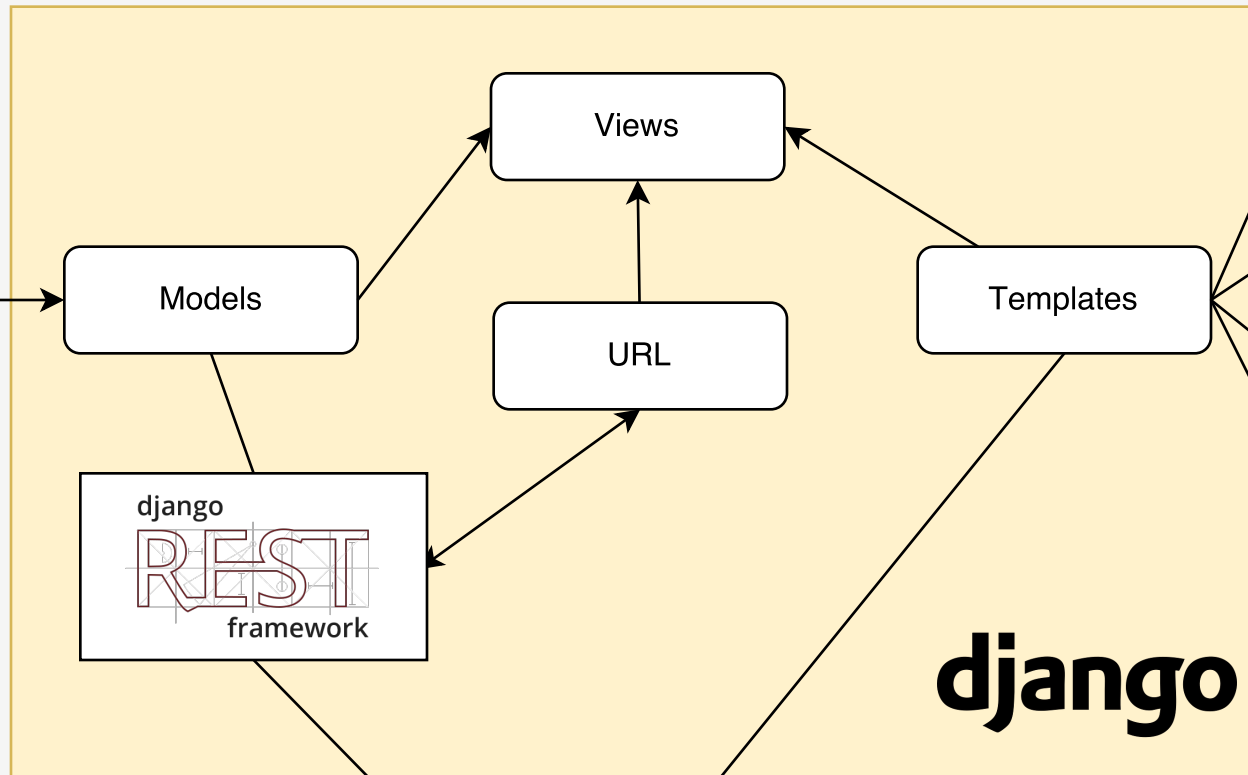 Views
Models
Templates
URL
django
REST
framework
django